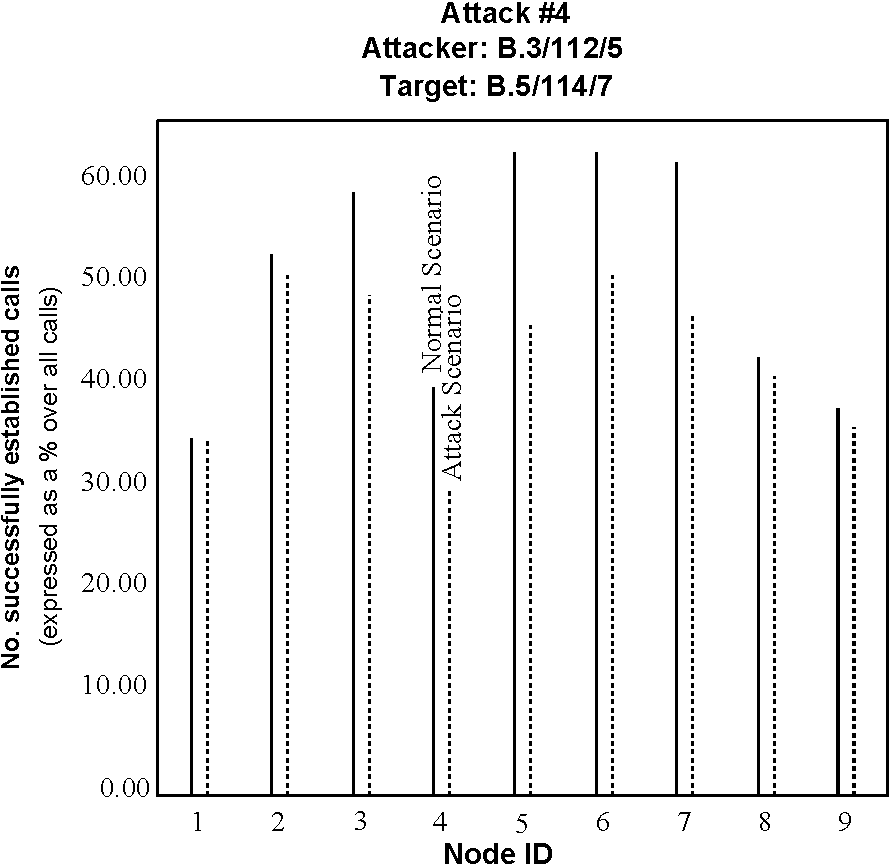 Attack #4
Attacker: B.3/112/5
Target: B.5/114/7
No. successfully established calls
(expressed as a % over all calls)
60.00
50.00
40.00
30.00
20.00
10.00
0.00
Normal Scenario
Attack Scenario
1 2 3 4 5 6 7 8 9
Node ID